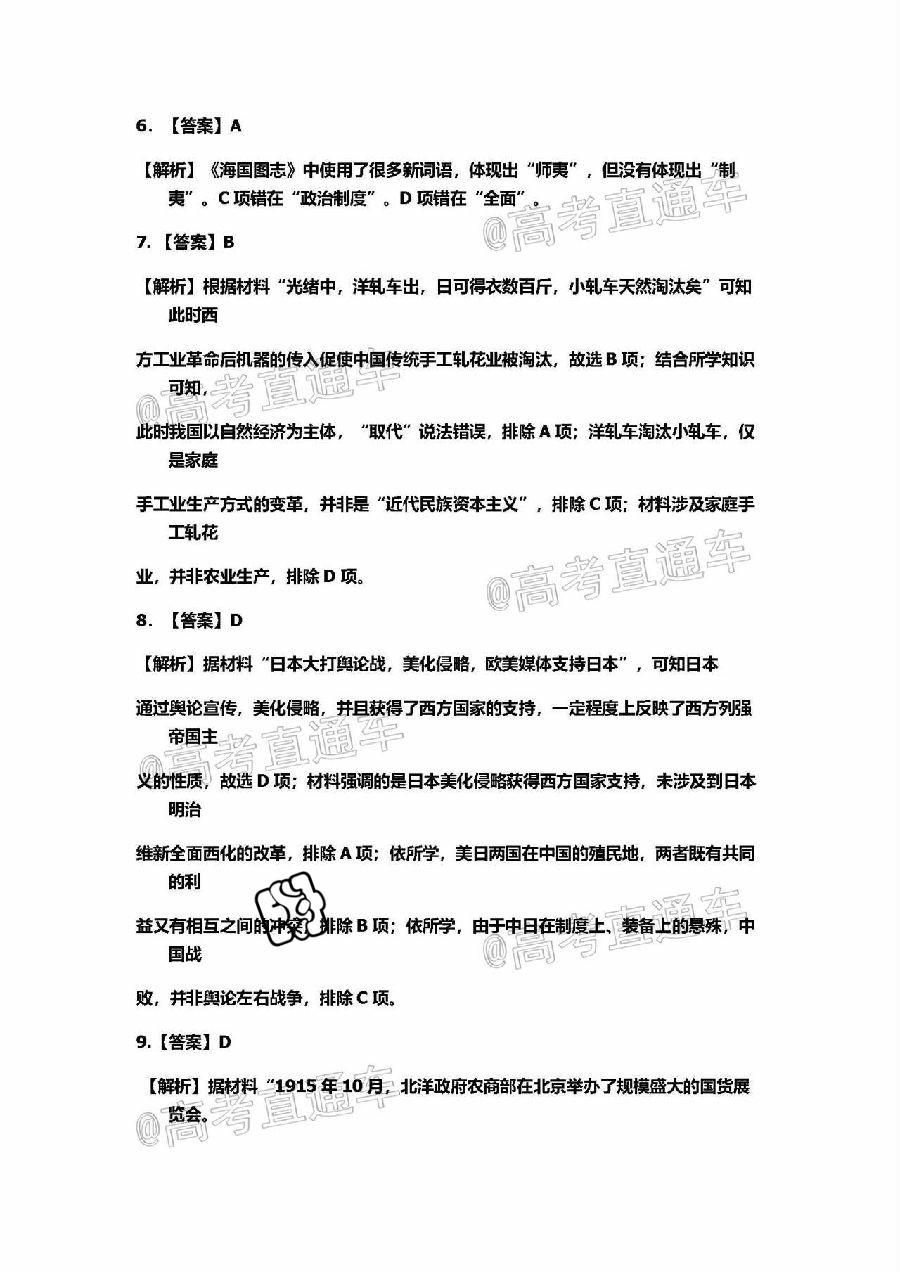 6. 【答案】A
【解析】《海国图志》中使用了很多新词语，体现出“师夷”，但没有体现出“制
夷”。C 项错在“政治制度”。D 项错在“全面”。
@高考直通车
7. 【答案】B
【解析】根据材料“光绪中，洋轧车出，日可得衣数百斤，小轧车天然淘汰矣”可知
此时西
方工业革命后机器的传入促使中国传统手工轧花业被淘汰，故选 B 项；结合所学知识
可知，
@高考直通车
此时我国以自然经济为主体，“取代”说法错误，排除 A 项；洋轧车淘汰小轧车，仅
是家庭
手工业生产方式的变革，并非是“近代民族资本主义”，排除 C 项；材料涉及家庭手
工轧花
@高考直通车
业，并非农业生产，排除 D 项。
8. 【答案】D
【解析】据材料“日本大打舆论战，美化侵略，欧美媒体支持日本”，可知日本
通过舆论宣传，美化侵略，并且获得了西方国家的支持，一定程度上反映了西方列强
帝国主
@高考直通车
义的性质，故选 D 项；材料强调的是日本美化侵略获得西方国家支持，未涉及到日本
明治
维新全面西化的改革，排除 A 项；依所学，美日两国在中国的殖民地，两者既有共同
的利
益又有相互之间的冲突，排除 B 项；依所学，由于中日在制度上、装备上的悬殊，中
国战
@高考直通车
败，并非舆论左右战争，排除 C 项。
9.【答案】D
【解析】据材料“1915 年 10 月，北洋政府农商部在北京举办了规模盛大的国货展
览会。
@高考直通车